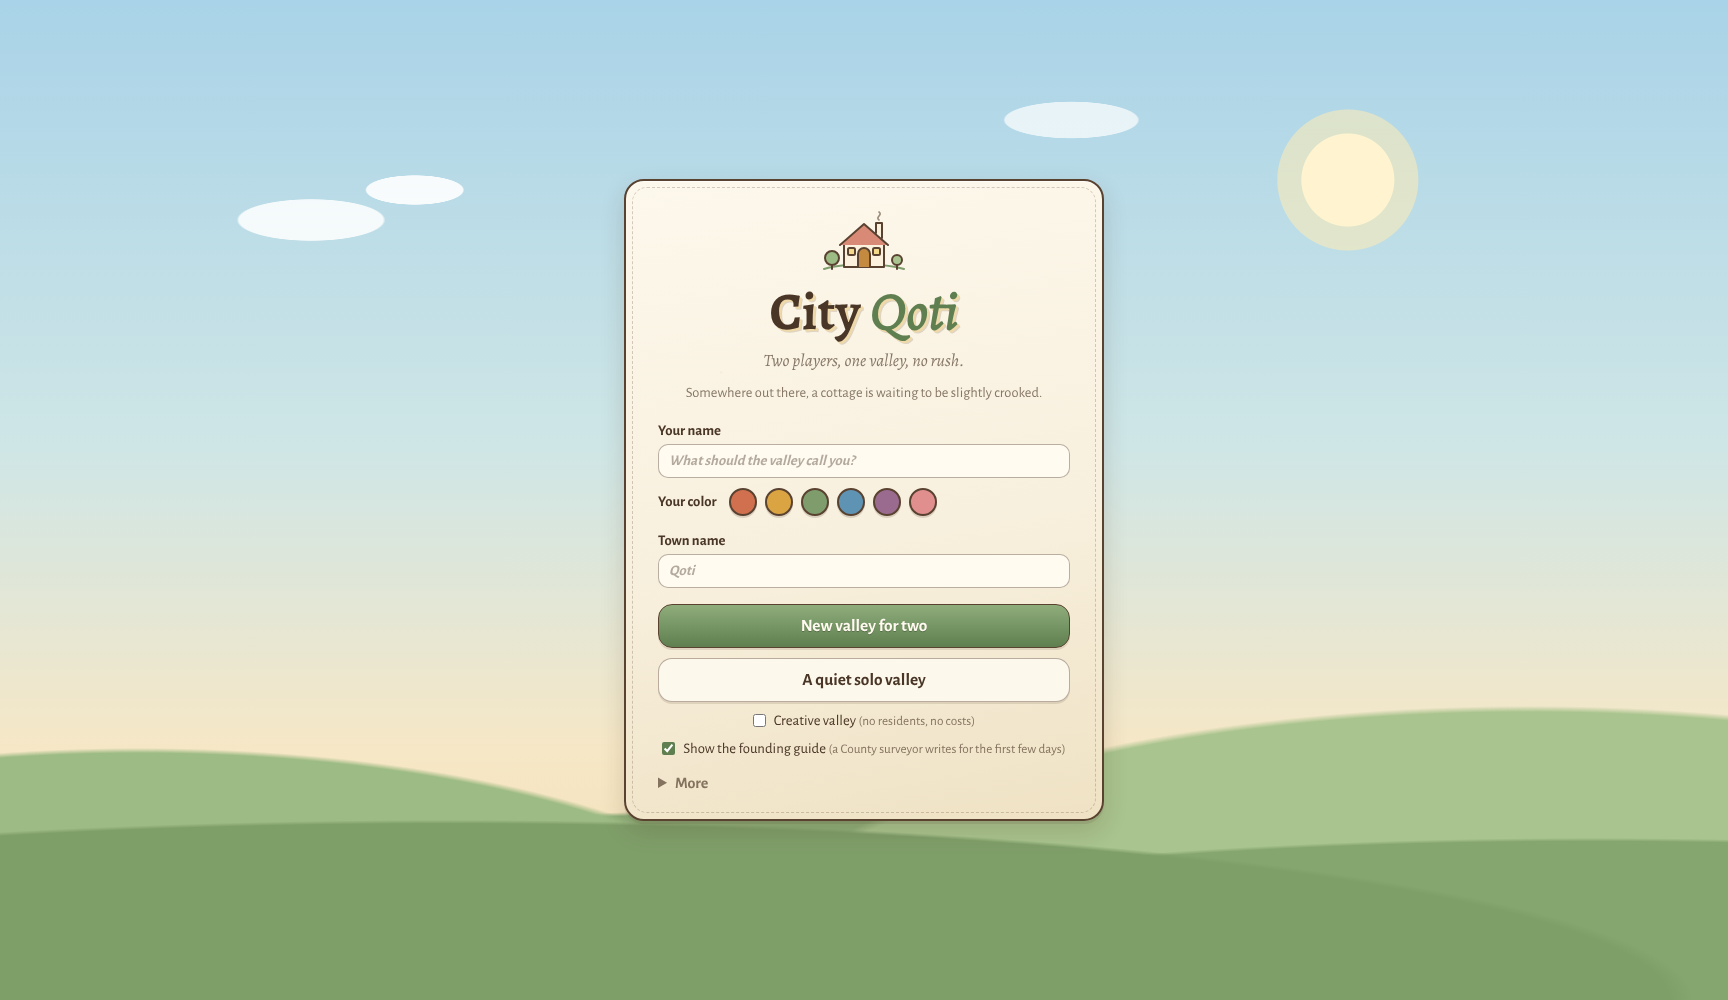 City Qoti
Two players, one valley, no rush.
Somewhere out there, a cottage is waiting to be slightly crooked.
Your name
What should the valley call you?
Your color
Town name
Qoti
New valley for two
A quiet solo valley
Creative valley (no residents, no costs)
Show the founding guide (a County surveyor writes for the first few days)
More